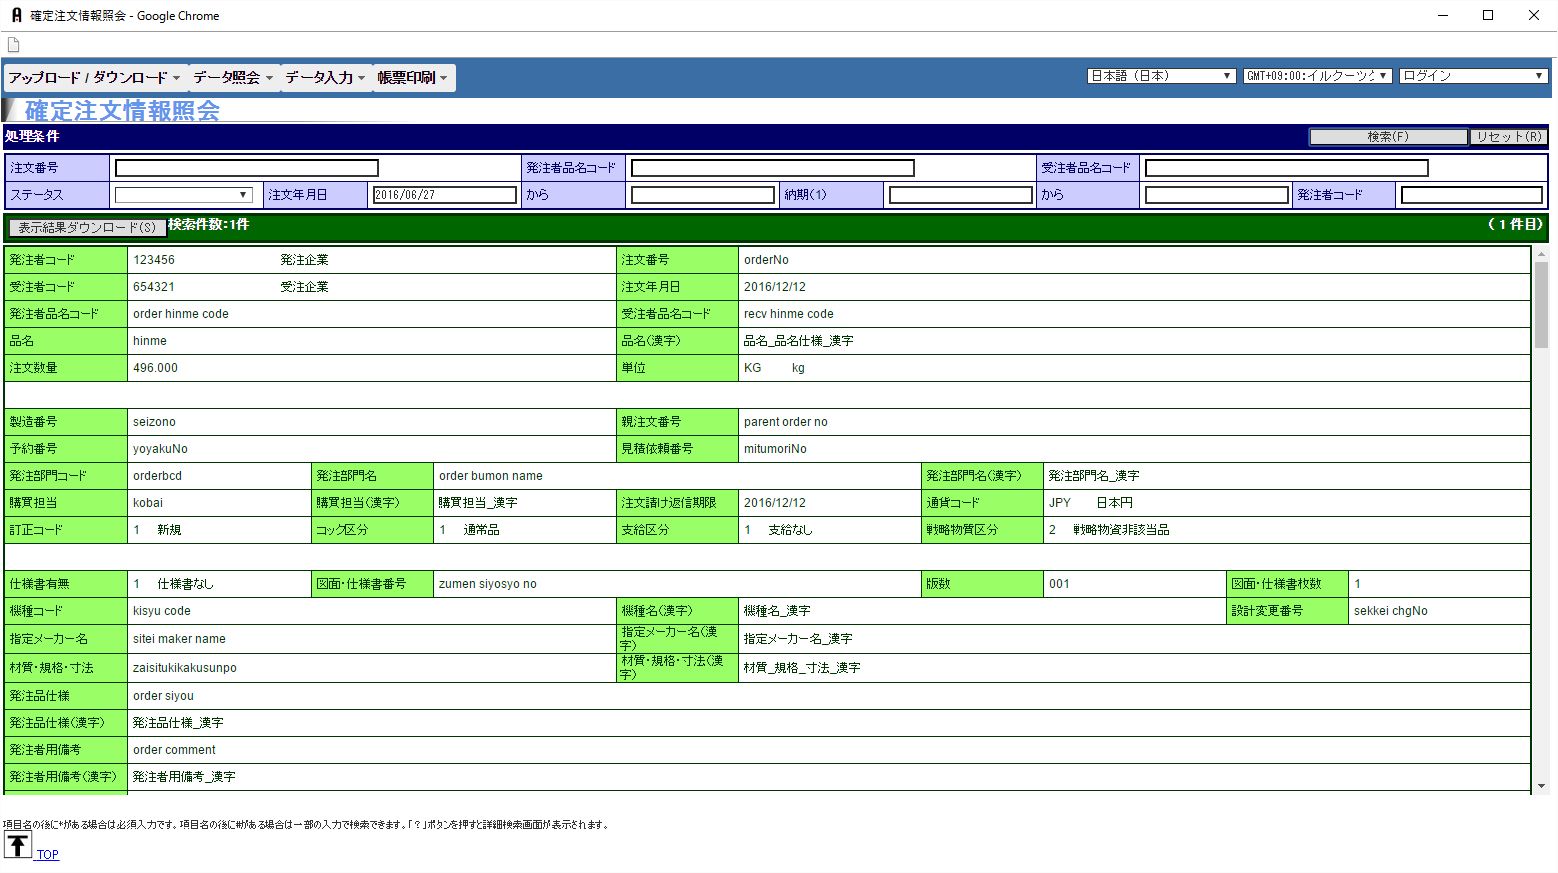 確定注文情報照会 - Google Chrome
アップロード / ダウンロード データ照会 データ入力 帳票印刷 日本語 (日本) GMT+09:00:イルクーツク ログイン
確定注文情報照会
処理条件 検索(F) リセット(R)
注文番号 発注者品名コード 受注者品名コード
ステータス 注文年月日 2016/06/27 から 納期(1) から 発注者コード
表示結果ダウンロード(S) 検索件数:1件 (1件目)
発注者コード 123456 発注企業 注文番号 orderNo
受注者コード 654321 受注企業 注文年月日 2016/12/12
発注者品名コード order hinme code 受注者品名コード recv hinme code
品名 hinme 品名(漢字) 品名_品名仕様_漢字
注文数量 496.000 単位 KG kg
製造番号 seizono 親注文番号 parent order no
予約番号 yoyakuNo 見積依頼番号 mitumoriNo
発注部門コード orderbcd 発注部門名 order bumon name 発注部門名(漢字) 発注部門名_漢字
購買担当 kobai 購買担当(漢字) 購買担当_漢字 注文請け返信期限 2016/12/12 通貨コード JPY 日本円
訂正コード 1 新規 コック区分 1 通常品 支給区分 1 支給なし 戦略物質区分 2 戦略物資非該当品
仕様書有無 1 仕様書なし 図面・仕様書番号 zumen siyosyo no 版数 001 図面・仕様書枚数 1
機種コード kisyu code 機種名(漢字) 機種名_漢字 設計変更番号 sekkei chgNo
指定メーカー名 sitei maker name 指定メーカー名(漢字) 指定メーカー名_漢字
材質・規格・寸法 zaisitukikakusunpo 材質・規格・寸法(漢字) 材質_規格_寸法_漢字
発注品仕様 order siyou
発注品仕様(漢字) 発注品仕様_漢字
発注者用備考 order comment
発注者用備考(漢字) 発注者用備考_漢字
項目名の後に*がある場合は必須入力です。項目名の後に#がある場合は一部の入力で検索できます。「?」ボタンを押すと詳細検索画面が表示されます。
TOP